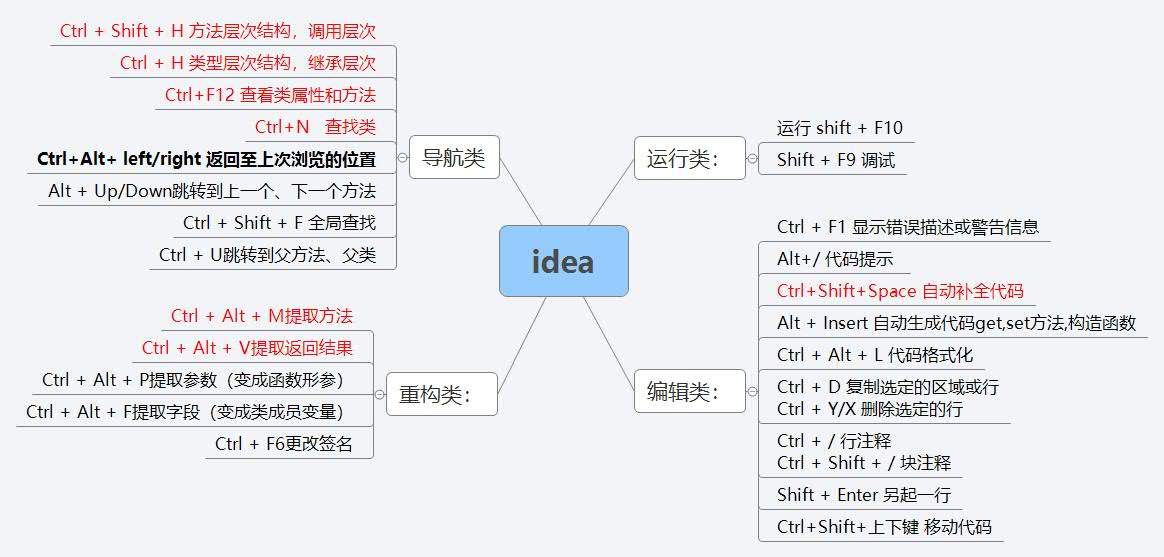 idea
导航类
Ctrl + Shift + H 方法层次结构，调用层次
Ctrl + H 类型层次结构，继承层次
Ctrl+F12 查看类属性和方法
Ctrl+N 查找类
Ctrl+Alt+ left/right 返回至上次浏览的位置
Alt + Up/Down跳转到上一个、下一个方法
Ctrl + Shift + F 全局查找
Ctrl + U跳转到父方法、父类
重构类：
Ctrl + Alt + M提取方法
Ctrl + Alt + V提取返回结果
Ctrl + Alt + P提取参数（变成函数形参）
Ctrl + Alt + F提取字段（变成类成员变量）
Ctrl + F6更改签名
运行类：
运行 shift + F10
Shift + F9 调试
编辑类：
Ctrl + F1 显示错误描述或警告信息
Alt+/ 代码提示
Ctrl+Shift+Space 自动补全代码
Alt + Insert 自动生成代码get,set方法,构造函数
Ctrl + Alt + L 代码格式化
Ctrl + D 复制选定的区域或行
Ctrl + Y/X 删除选定的行
Ctrl + / 行注释
Ctrl + Shift + / 块注释
Shift + Enter 另起一行
Ctrl+Shift+上下键 移动代码